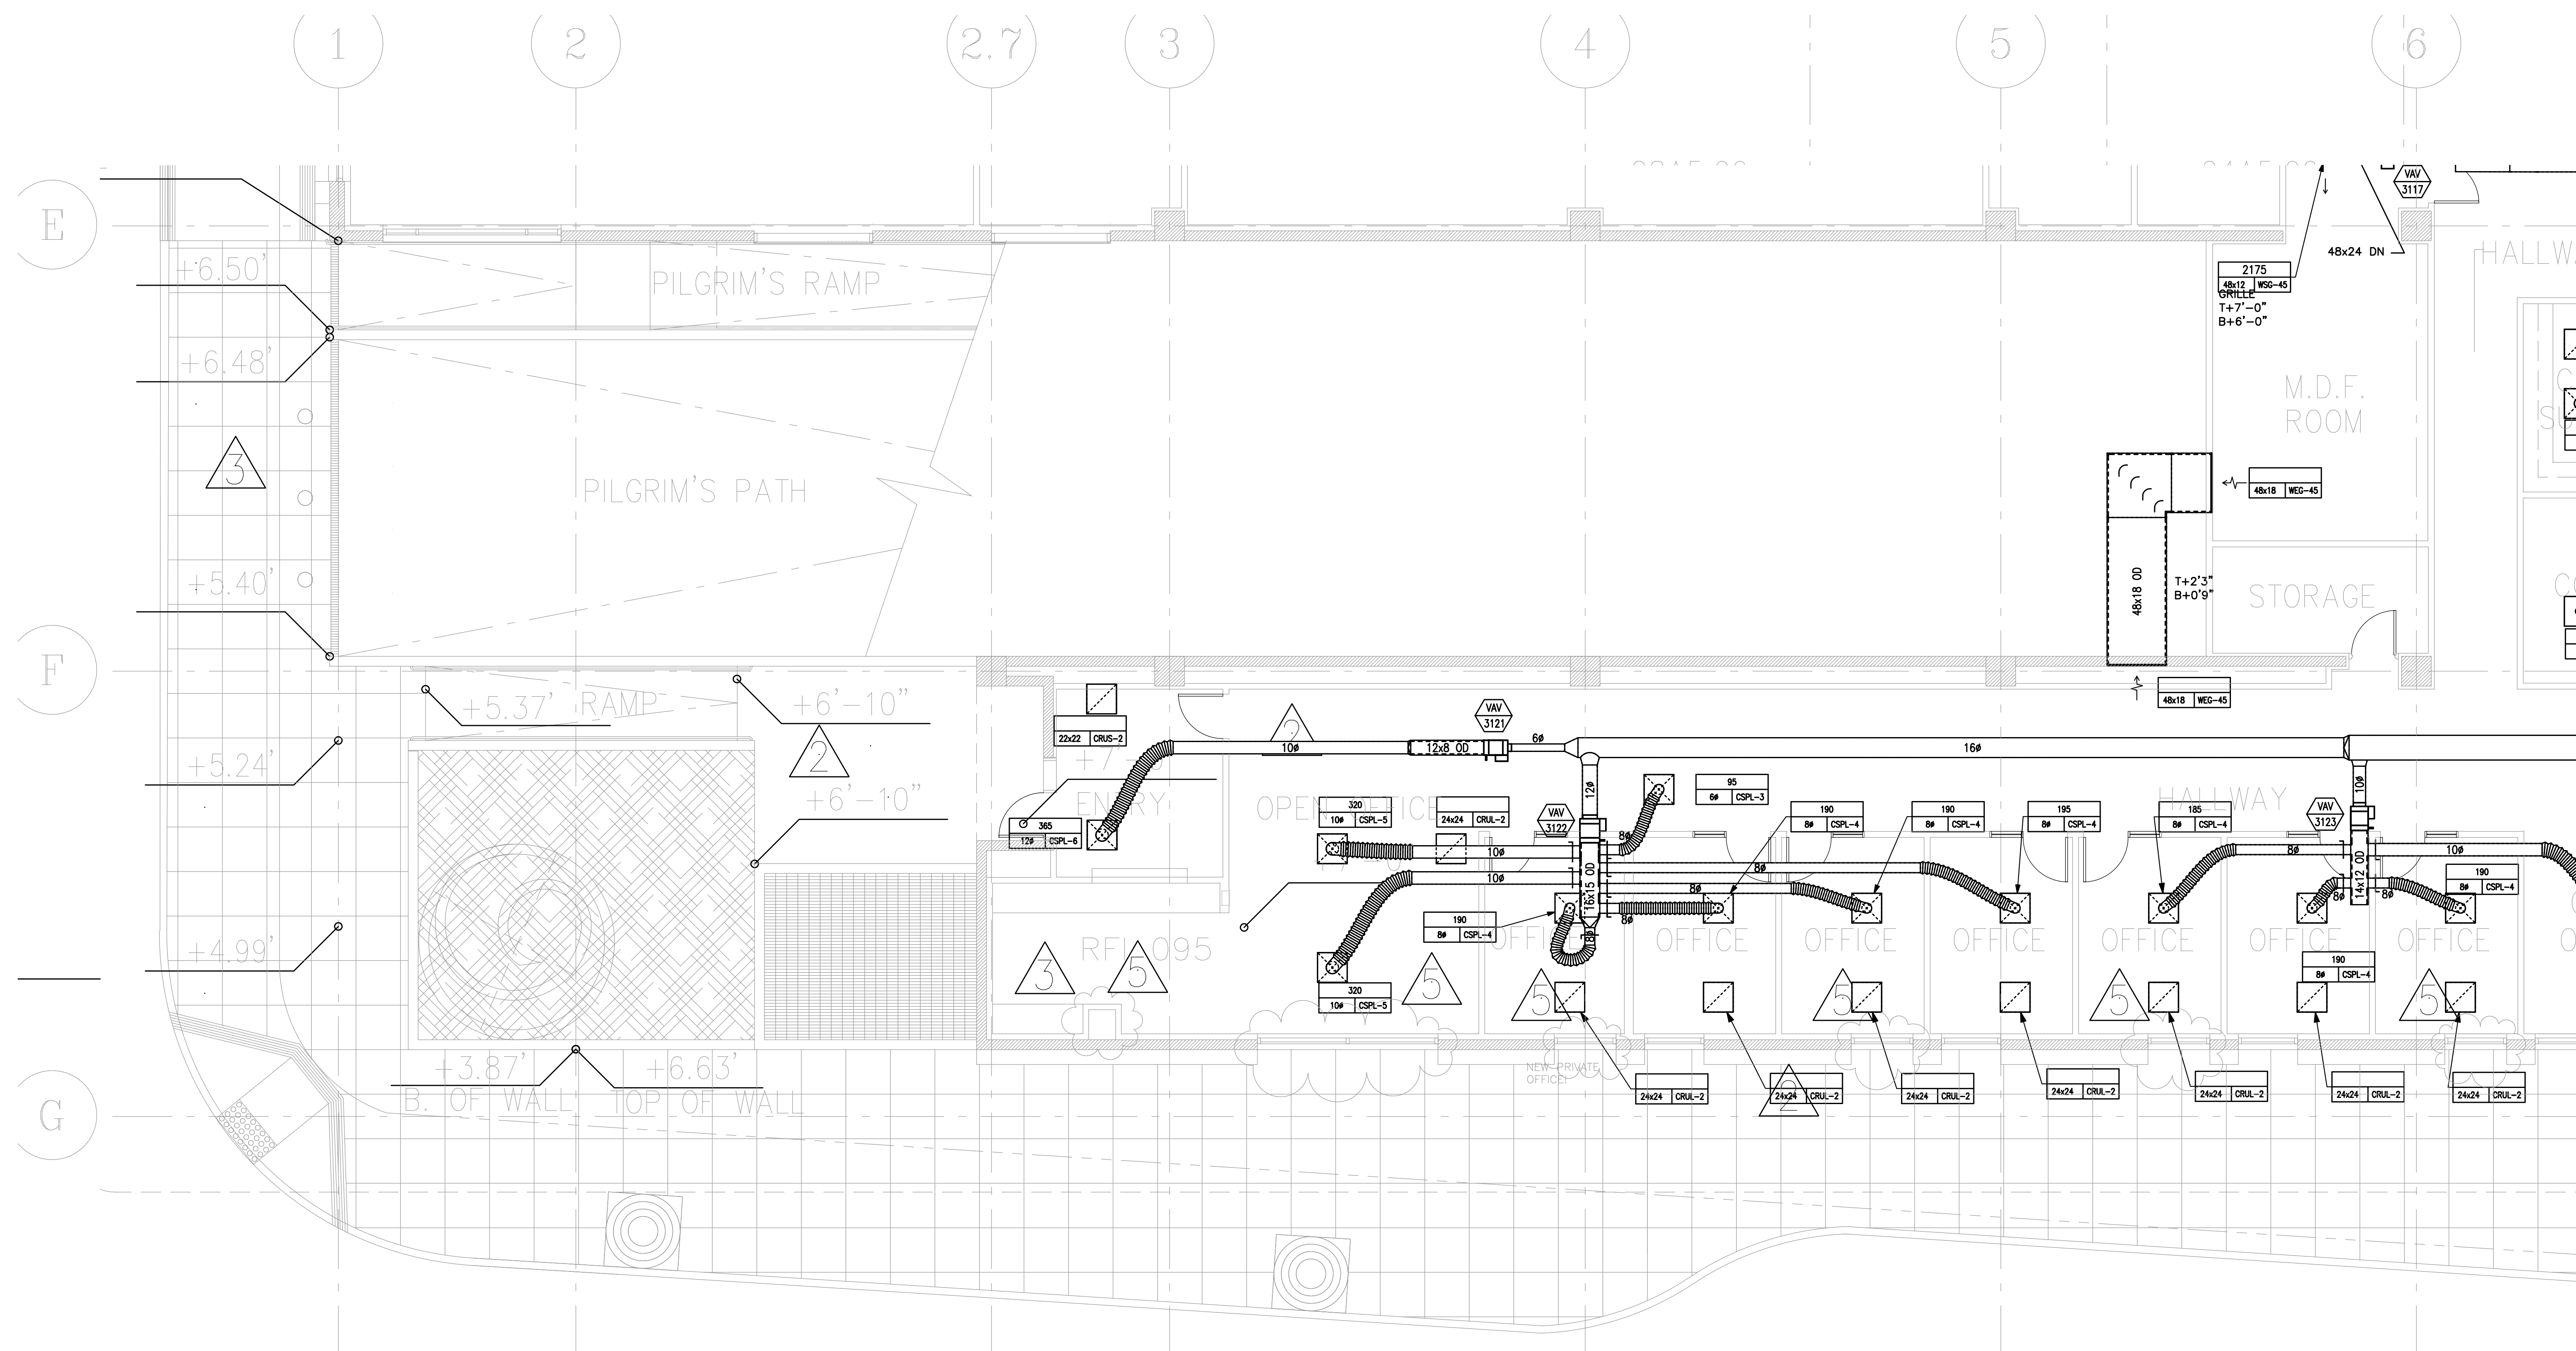 1
2
2.7
3
4
5
6
E
VAV
3117
48x24 DN
+6.50'
PILGRIM'S RAMP
2175
48x12 WSG-45
GRILLE
T+7'-0"
B+6'-0"
+6.48'
M.D.F.
ROOM
3
PILGRIM'S PATH
48x18 WEG-45
+5.40'
48x18 OD
T+2'3"
B+0'9"
STORAGE
F
+5.37'
RAMP
+6'-10"
2
48x18 WEG-45
22x22 CRUS-2
VAV
3121
2
10ø
12x8 OD
6ø
16ø
+5.24'
+6'-10"
ENTRY
OPEN OFFICE
HALLWAY
365
12ø CSPL-6
320
10ø CSPL-5
24x24 CRUL-2
VAV
3122
12ø
95
6ø CSPL-3
190
8ø CSPL-4
190
8ø CSPL-4
195
8ø CSPL-4
185
8ø CSPL-4
VAV
3123
10ø
8ø
10ø
10ø
16x15 OD
8ø
8ø
8ø
8ø
8ø
10ø
14x12 OD
8ø
8ø
190
8ø CSPL-4
190
8ø CSPL-4
190
8ø CSPL-4
+4.99'
3
5
5
320
10ø CSPL-5
OFFICE
OFFICE
OFFICE
OFFICE
OFFICE
OFFICE
OFFICE
5
5
5
5
+3.87'
B. OF WALL
+6.63'
TOP OF WALL
NEW PRIVATE
OFFICE!
24x24 CRUL-2
24x24 CRUL-2
2
24x24 CRUL-2
24x24 CRUL-2
24x24 CRUL-2
24x24 CRUL-2
24x24 CRUL-2
G